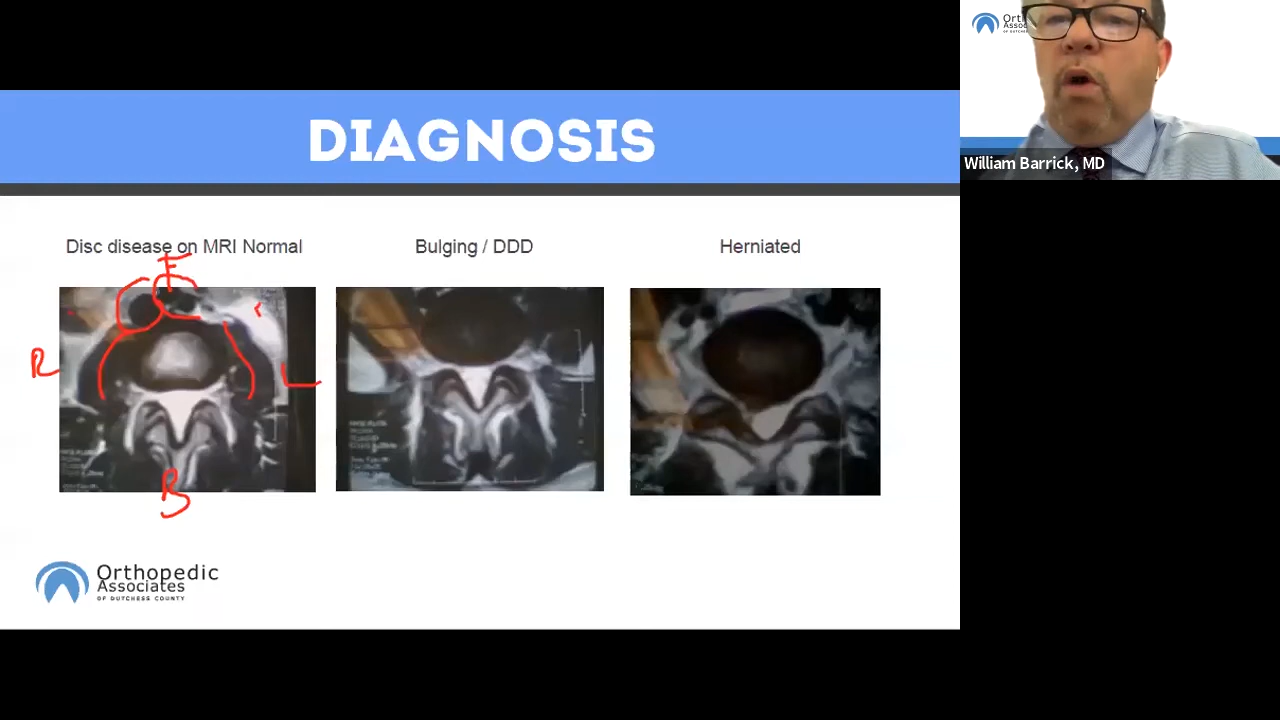 DIAGNOSIS
Disc disease on MRI Normal
Bulging / DDD
Herniated
F
R
L
B
Orthopedic
Associates
OF DUTCHESS COUNTY
William Barrick, MD